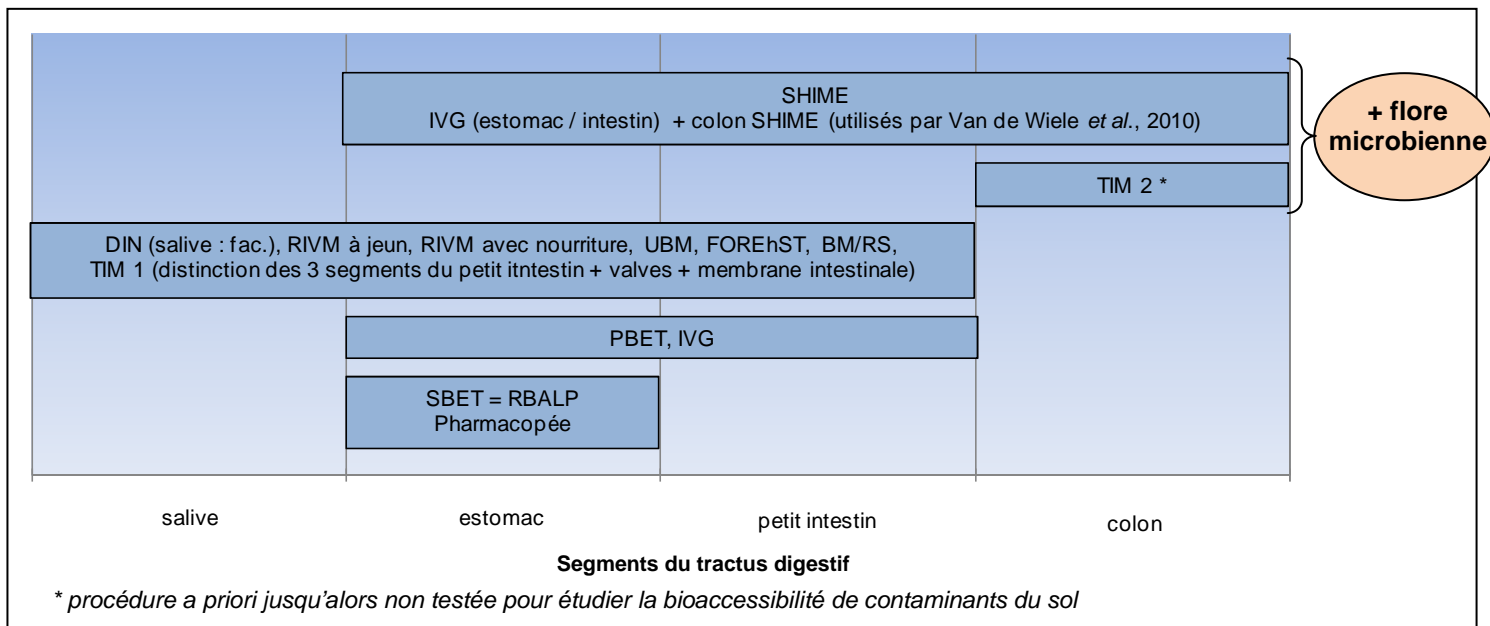 SHIME
IVG (estomac / intestin) + colon SHIME (utilisés par Van de Wiele et al., 2010)
+ flore
microbienne
TIM 2 *
DIN (salive : fac.), RIVM à jeun, RIVM avec nourriture, UBM, FOREhST, BM/RS,
TIM 1 (distinction des 3 segments du petit itntestin + valves + membrane intestinale)
PBET, IVG
SBET = RBALP
Pharmacopée
salive estomac petit intestin colon
Segments du tractus digestif
* procédure a priori jusqu'alors non testée pour étudier la bioaccessibilité de contaminants du sol